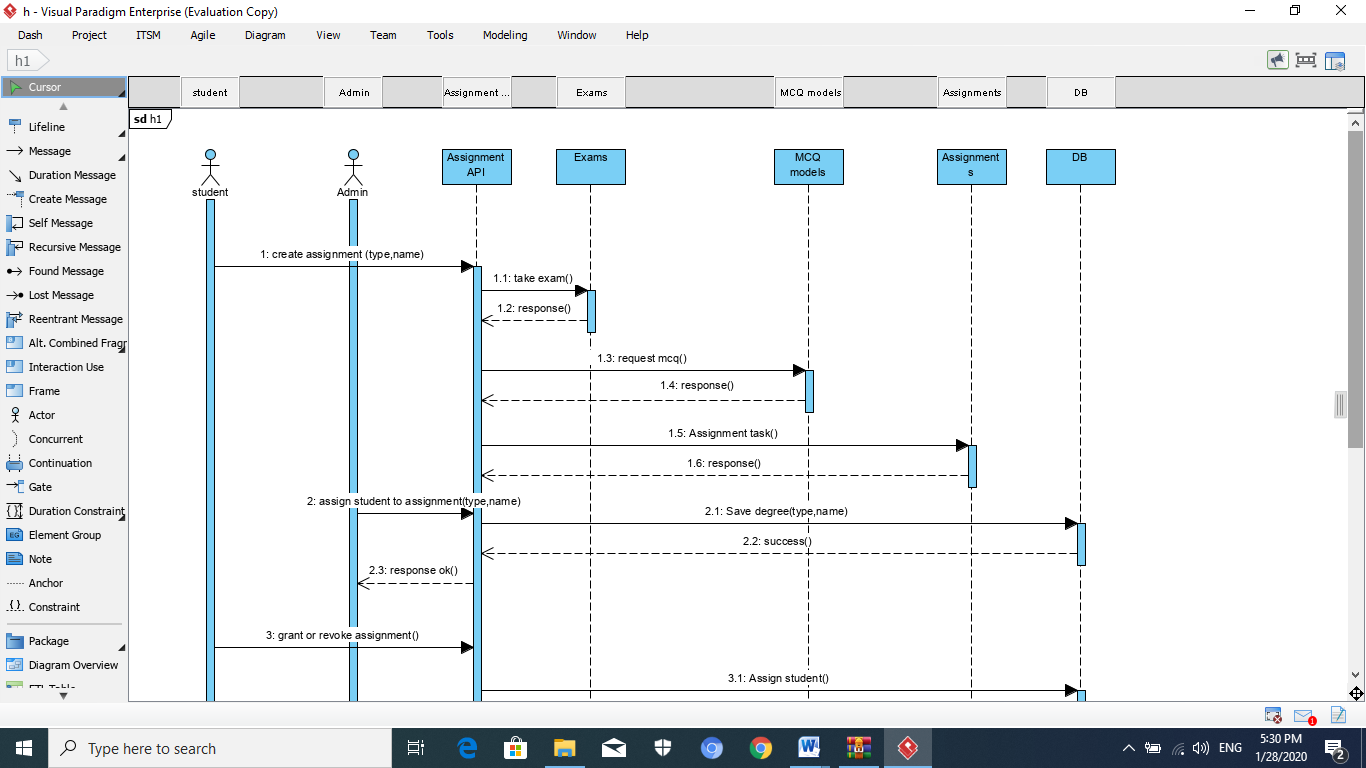 h - Visual Paradigm Enterprise (Evaluation Copy)
Dash Project ITSM Agile Diagram View Team Tools Modeling Window Help
h1
Cursor
Lifeline
Message
Duration Message
Create Message
Self Message
Recursive Message
Found Message
Lost Message
Reentrant Message
Alt. Combined Fragr
Interaction Use
Frame
Actor
Concurrent
Continuation
Gate
Duration Constraint
Element Group
EG
Note
Anchor
Constraint
Package
Diagram Overview
student Admin Assignment ... Exams MCQ models Assignments DB
sd h1
student
Admin
Assignment
API
Exams
MCQ
models
Assignment
s
DB
1: create assignment (type,name)
1.1: take exam()
1.2: response()
1.3: request mcq()
1.4: response()
1.5: Assignment task()
1.6: response()
2: assign student to assignment(type,name)
2.1: Save degree(type,name)
2.2: success()
2.3: response ok()
3: grant or revoke assignment()
3.1: Assign student()
1
Type here to search
ENG
5:30 PM
1/28/2020
2